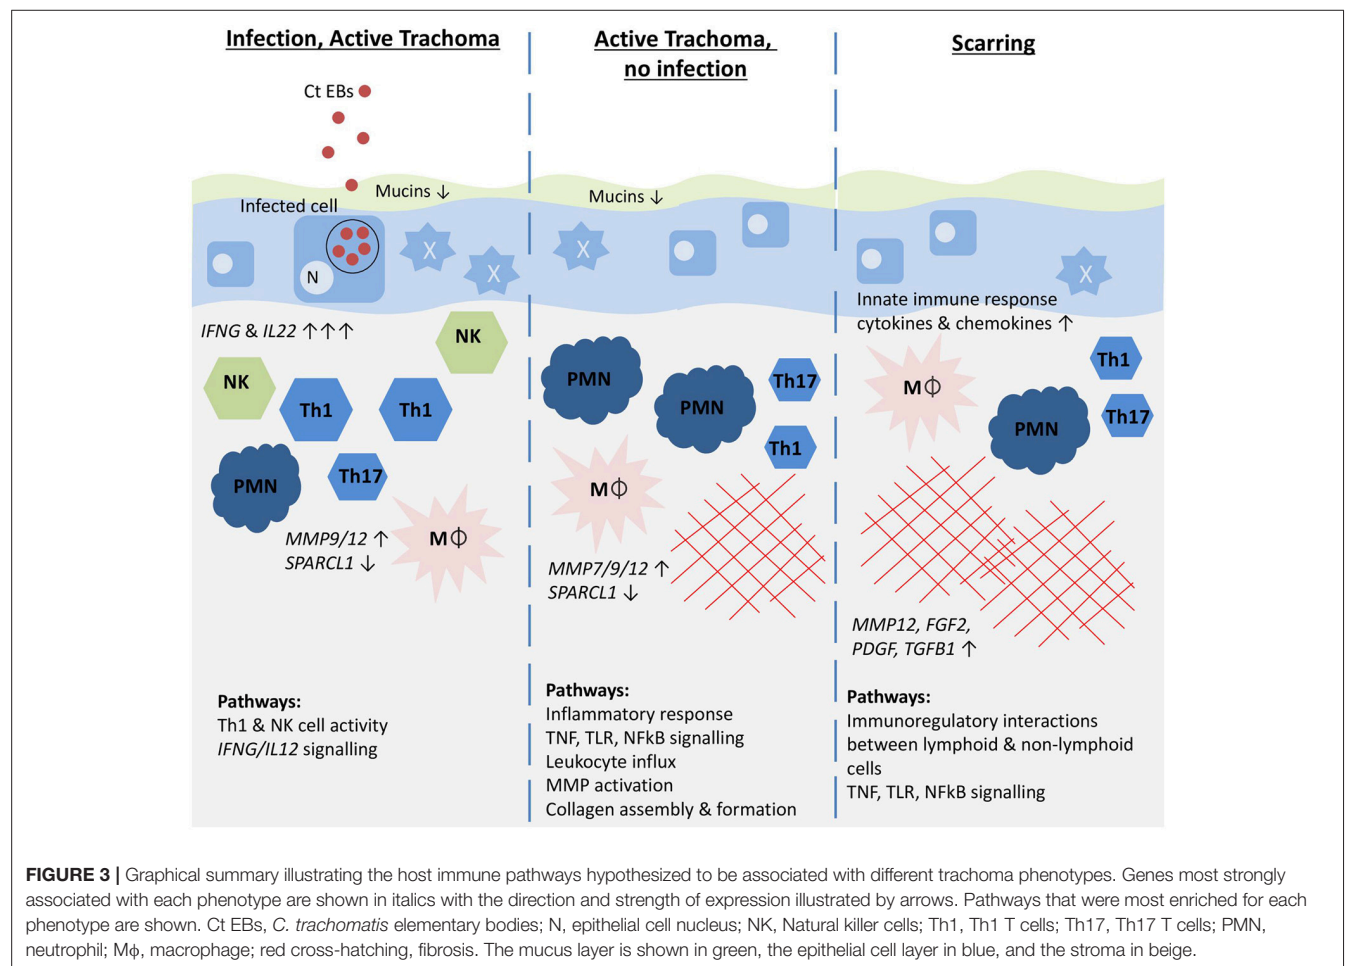 Infection, Active Trachoma
Ct EBs
Mucins ↓
Infected cell
N
X
X
IFNG & IL22 ↑↑↑
NK
NK
Th1
Th1
Th17
PMN
MΦ
MMP9/12 ↑
SPARCL1 ↓
Pathways:
Th1 & NK cell activity
IFNG/IL12 signalling
Active Trachoma,
no infection
Mucins ↓
X
PMN
PMN
Th17
Th1
MΦ
MMP7/9/12 ↑
SPARCL1 ↓
Pathways:
Inflammatory response
TNF, TLR, NFkB signalling
Leukocyte influx
MMP activation
Collagen assembly & formation
Scarring
X
Innate immune response
cytokines & chemokines ↑
Th1
MΦ
Th17
PMN
MMP12, FGF2,
PDGF, TGFB1 ↑
Pathways:
Immunoregulatory interactions
between lymphoid & non-lymphoid
cells
TNF, TLR, NFkB signalling
FIGURE 3 | Graphical summary illustrating the host immune pathways hypothesized to be associated with different trachoma phenotypes. Genes most strongly
associated with each phenotype are shown in italics with the direction and strength of expression illustrated by arrows. Pathways that were most enriched for each
phenotype are shown. Ct EBs, C. trachomatis elementary bodies; N, epithelial cell nucleus; NK, Natural killer cells; Th1, Th1 T cells; Th17, Th17 T cells; PMN,
neutrophil; Mϕ, macrophage; red cross-hatching, fibrosis. The mucus layer is shown in green, the epithelial cell layer in blue, and the stroma in beige.